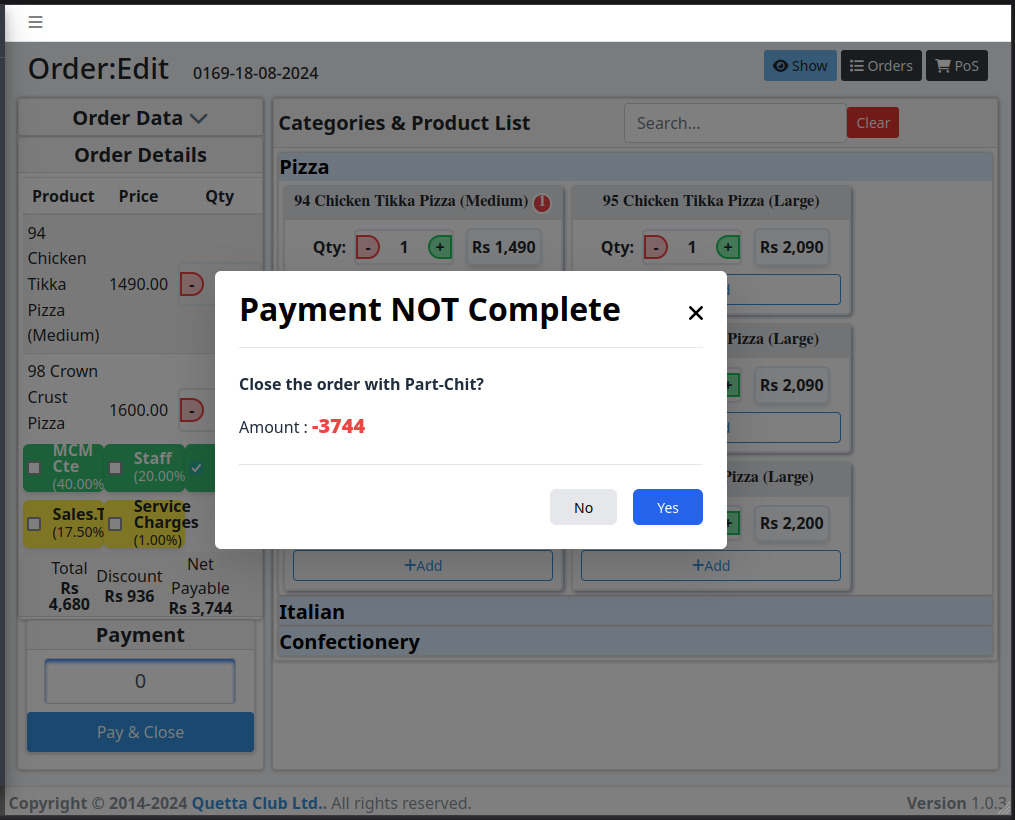 Order:Edit 0169-18-08-2024 Show Orders PoS
Order Data
Order Details
Product Price Qty
94
Chicken
Tikka
Pizza
(Medium)
1490.00 -
98 Crown
Crust
Pizza
1600.00 -
MCM
Cte
(40.00%
Staff
(20.00%
Sales.T
(17.50%
Service
Charges
(1.00%)
Total
Rs
4,680
Discount
Rs 936
Net
Payable
Rs 3,744
Payment
0
Pay & Close
Categories & Product List Search... Clear
Pizza
94 Chicken Tikka Pizza (Medium) 1
Qty: - 1 + Rs 1,490
95 Chicken Tikka Pizza (Large)
Qty: - 1 + Rs 2,090
d
Pizza (Large)
+ Rs 2,090
d
Pizza (Large)
+ Rs 2,200
+Add
+Add
Italian
Confectionery
Payment NOT Complete
Close the order with Part-Chit?
Amount : -3744
No Yes
Copyright © 2014-2024 Quetta Club Ltd.. All rights reserved. Version 1.0.3